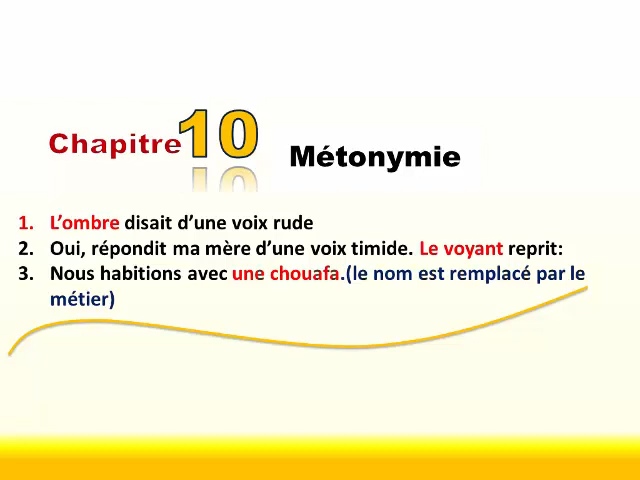 Chapitre 10 Métonymie
1. L’ombre disait d’une voix rude
2. Oui, répondit ma mère d’une voix timide. Le voyant reprit:
3. Nous habitions avec une chouafa.(le nom est remplacé par le
métier)